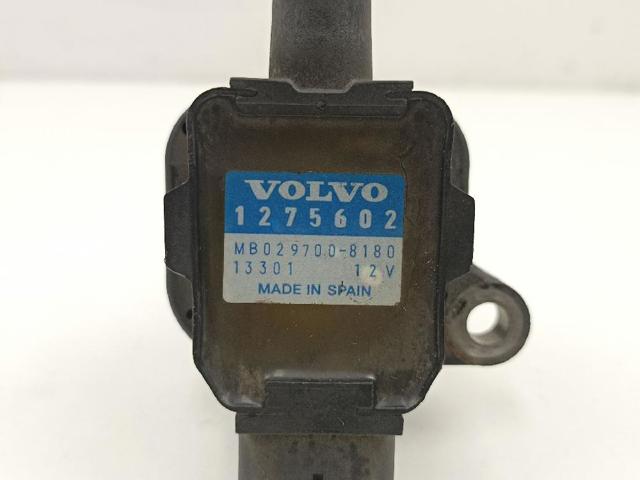 VOLVO
1275602
MB029700-8180
13301 12V
MADE IN SPAIN